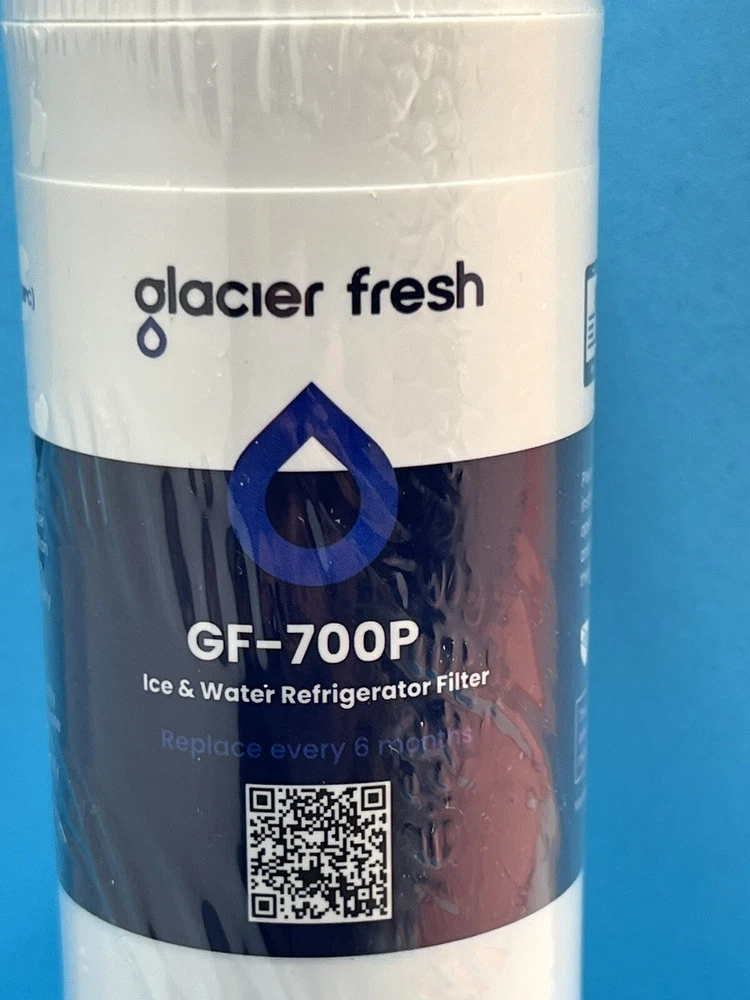 glacier fresh
GF-700P
Ice & Water Refrigerator Filter
Replace every 6 months